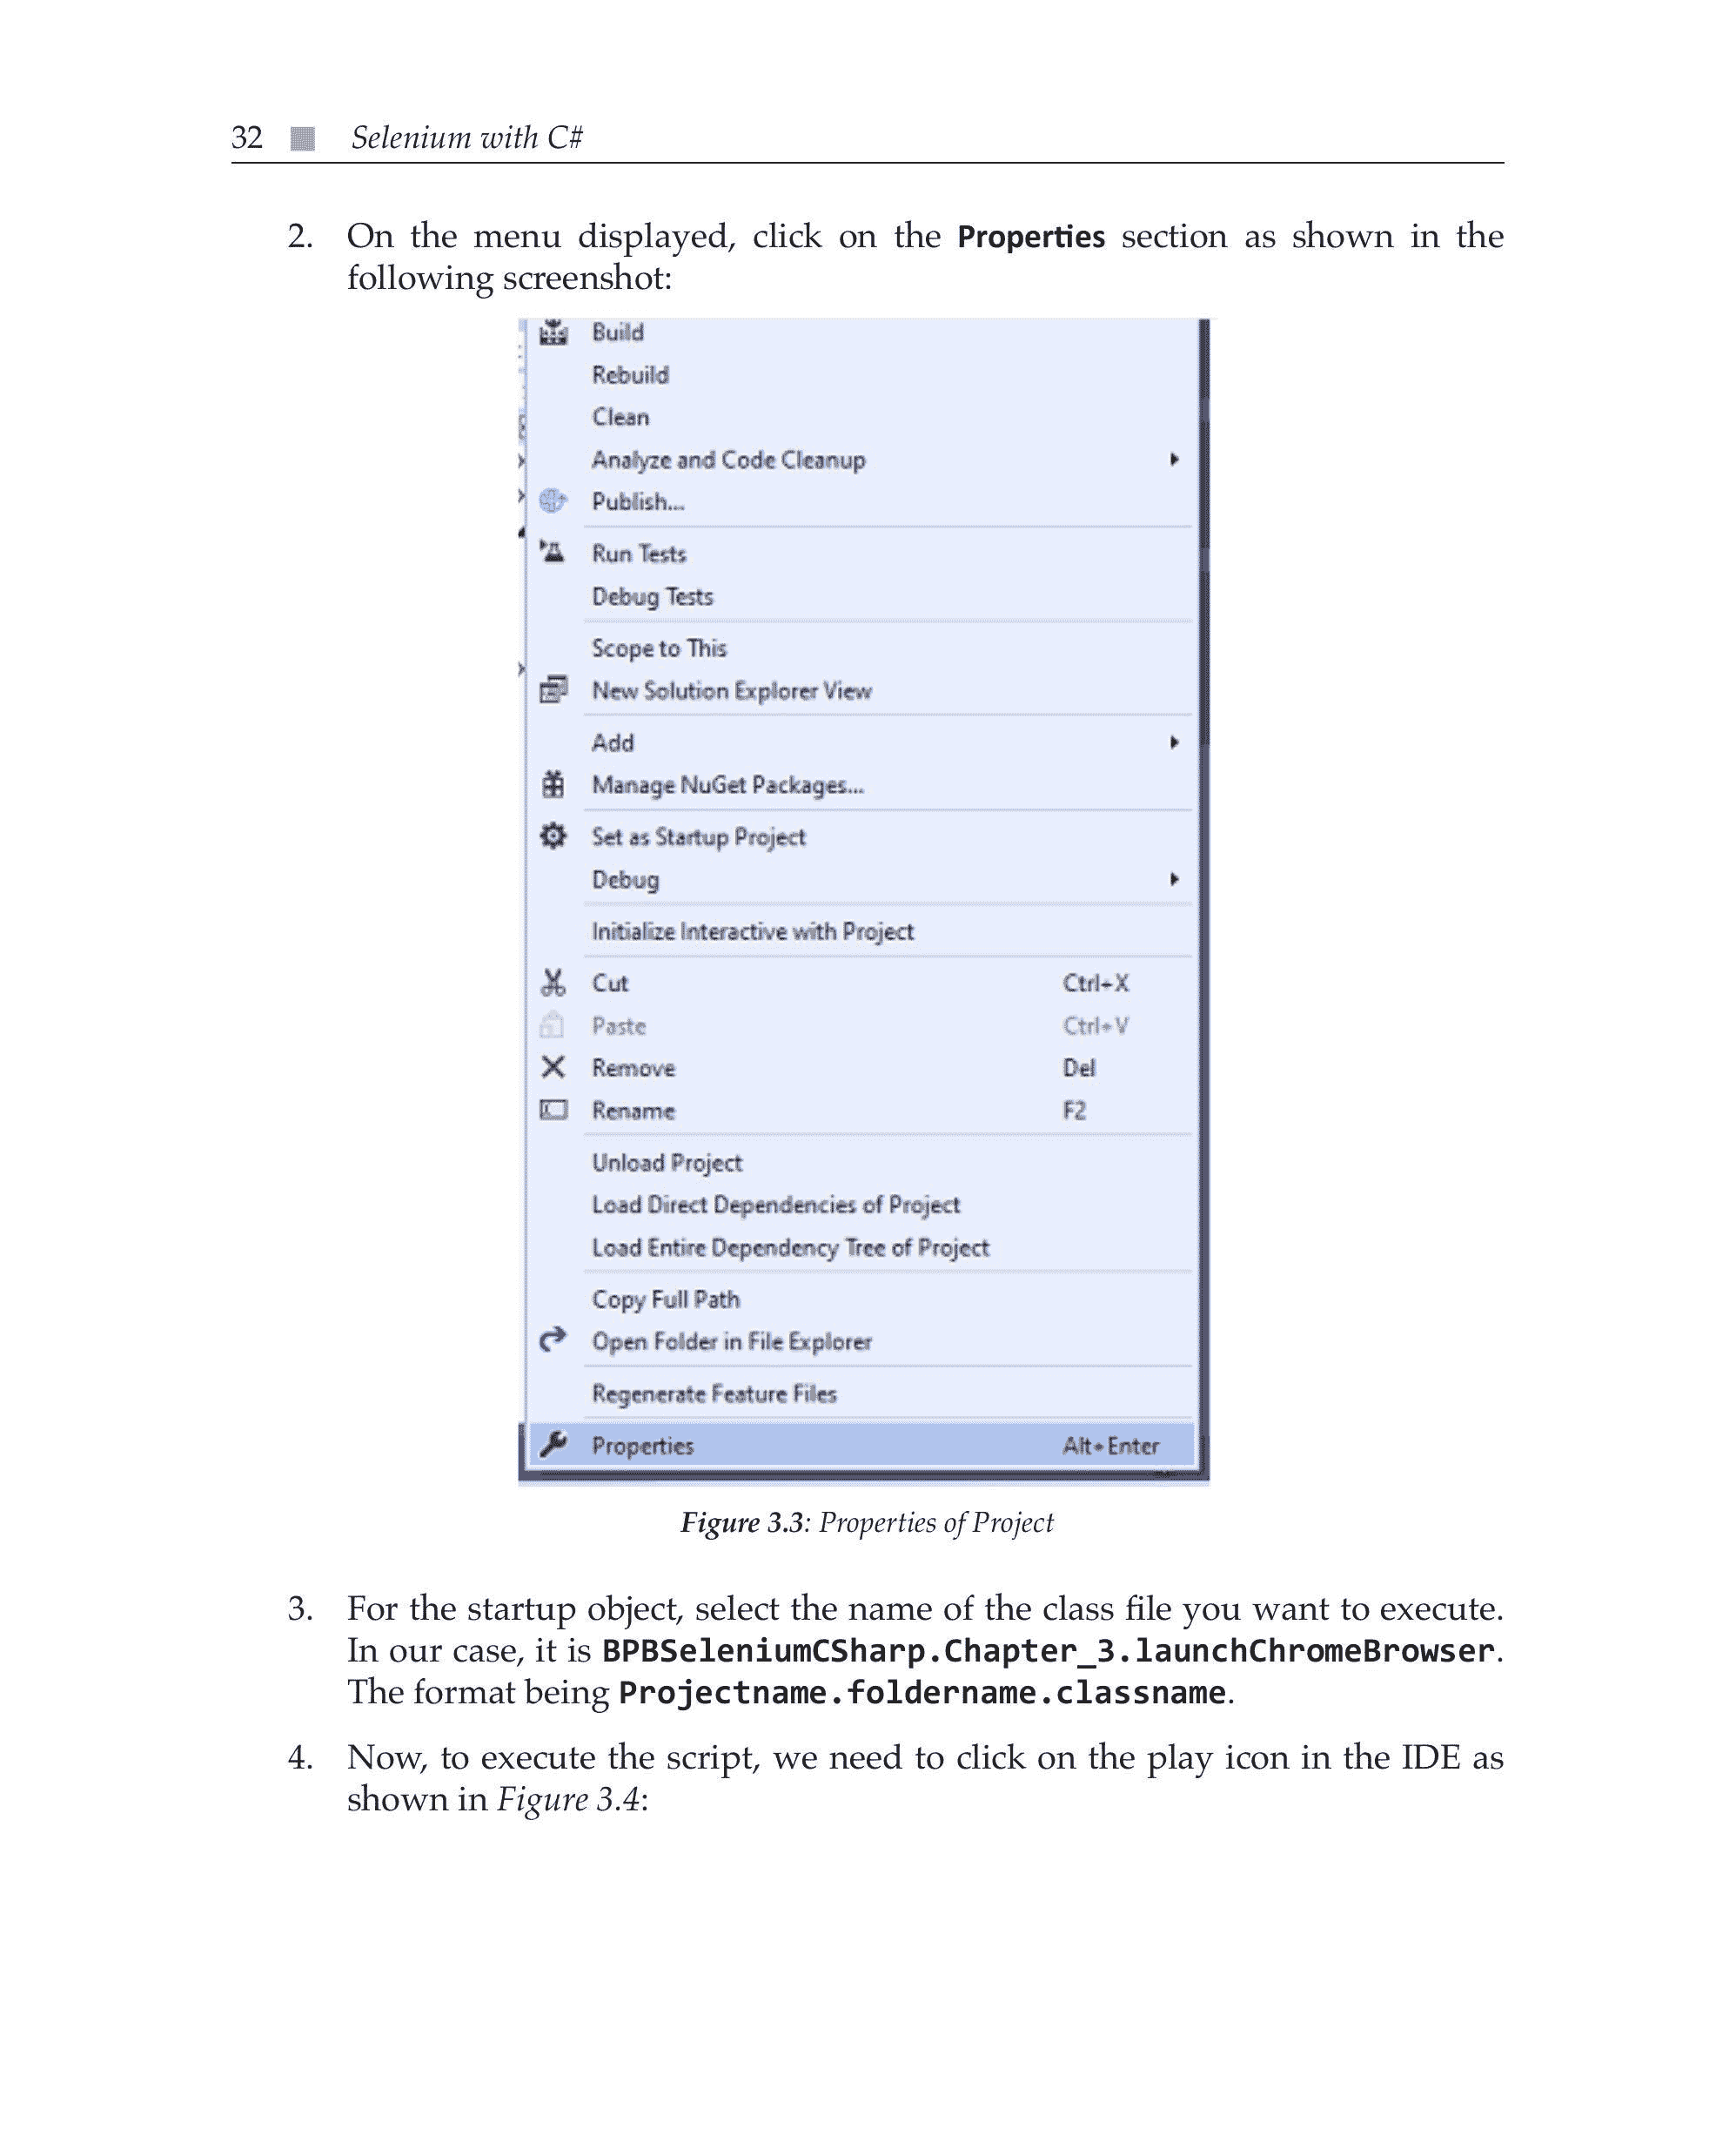 32 Selenium with C#
2. On the menu displayed, click on the Properties section as shown in the
following screenshot:
Build
Rebuild
Clean
Analyze and Code Cleanup
Publish...
Run Tests
Debug Tests
Scope to This
New Solution Explorer View
Add
Manage NuGet Packages...
Set as Startup Project
Debug
Initialize Interactive with Project
Cut Ctrl+X
Paste Ctrl+V
Remove Del
Rename F2
Unload Project
Load Direct Dependencies of Project
Load Entire Dependency Tree of Project
Copy Full Path
Open Folder in File Explorer
Regenerate Feature Files
Properties Alt+Enter
Figure 3.3: Properties of Project
3. For the startup object, select the name of the class file you want to execute.
In our case, it is BPBSeleniumCSharp.Chapter_3.launchChromeBrowser.
The format being Projectname.foldername.classname.
4. Now, to execute the script, we need to click on the play icon in the IDE as
shown in Figure 3.4: